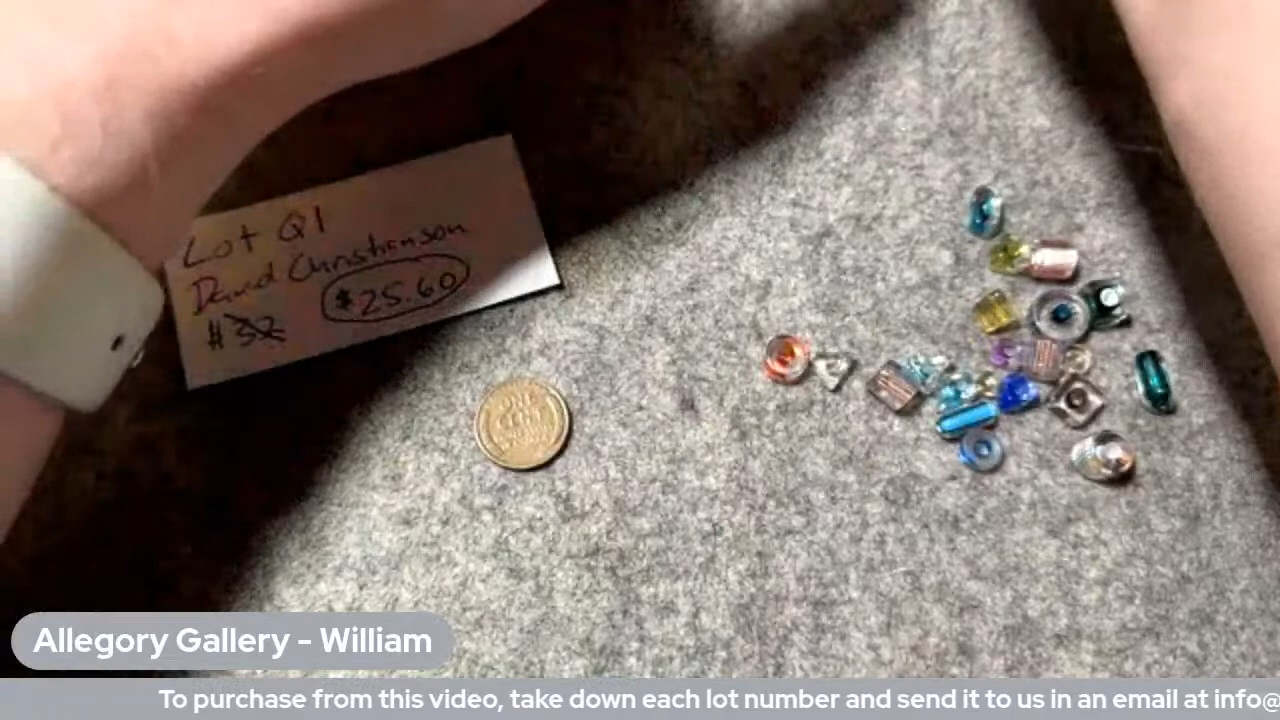 Lot Q1
David Christianson
$25.60
#32
ONE
CENT
Allegory Gallery - William
To purchase from this video, take down each lot number and send it to us in an email at info@